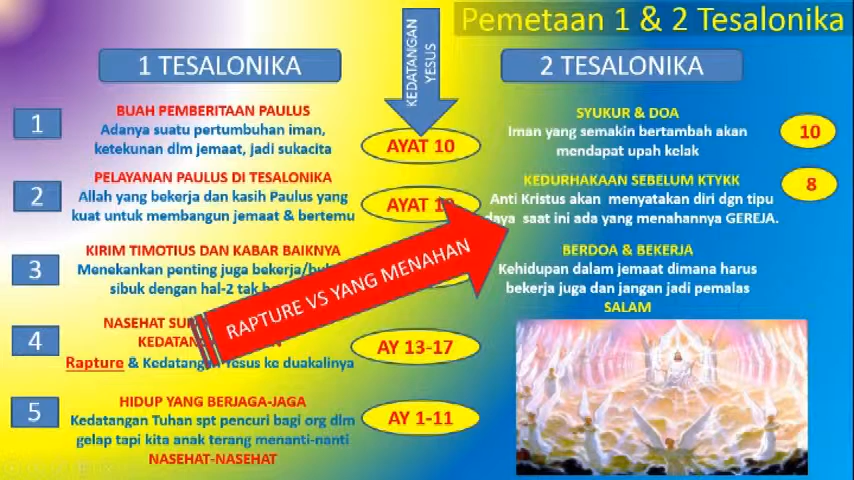 Pemetaan 1 & 2 Tesalonika
KEDATANGAN
YESUS
1 TESALONIKA
1
BUAH PEMBERITAAN PAULUS
Adanya suatu pertumbuhan iman,
ketekunan dlm jemaat, jadi sukacita
AYAT 10
2
PELAYANAN PAULUS DI TESALONIKA
Allah yang bekerja dan kasih Paulus yang
kuat untuk membangun jemaat & bertemu
AYAT
3
KIRIM TIMOTIUS DAN KABAR BAIKNYA
Menekankan penting juga
sibuk dengan hal-2 tak
RAPTURE VS YANG MENAHAN
4
NASEHAT
Rapture & Kedatangan Yesus ke duakalinya
AY 13-17
5
HIDUP YANG BERJAGA-JAGA
Kedatangan Tuhan spt pencuri bagi org dlm
gelap tapi kita anak terang menanti-nanti
NASEHAT-NASEHAT
AY 1-11
2 TESALONIKA
SYUKUR & DOA
Iman yang semakin bertambah akan
mendapat upah kelak
10
KEDURHAKAAN SEBELUM KTYKK
Anti Kristus akan menyatakan diri dgn tipu
daya saat ini ada yang menahannya GEREJA.
8
BERDOA & BEKERJA
Kehidupan dalam jemaat dimana harus
bekerja juga dan jangan jadi pemalas
SALAM